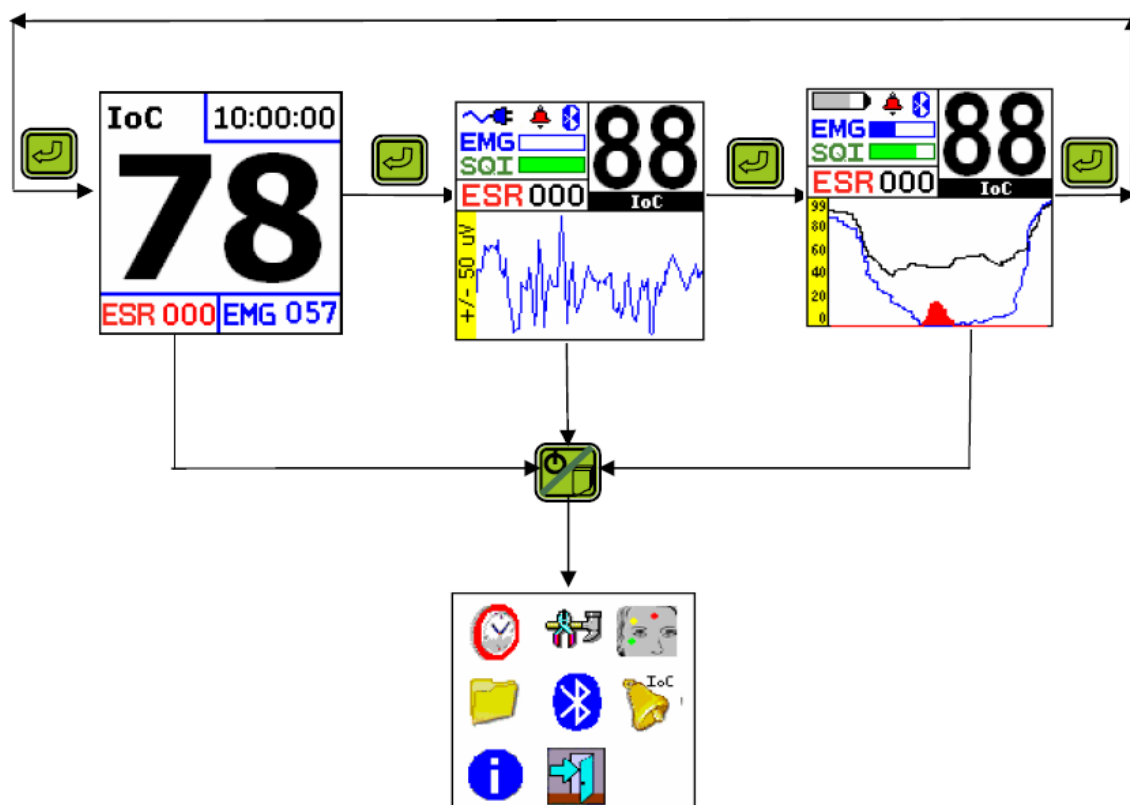 IoC 10:00:00
78
ESR 000 EMG 057
EMG
SQI
88
ESR 000
IoC
+/- 50 uV
EMG
SQI
88
ESR 000
IoC
99
80
60
40
20
0
IoC
i